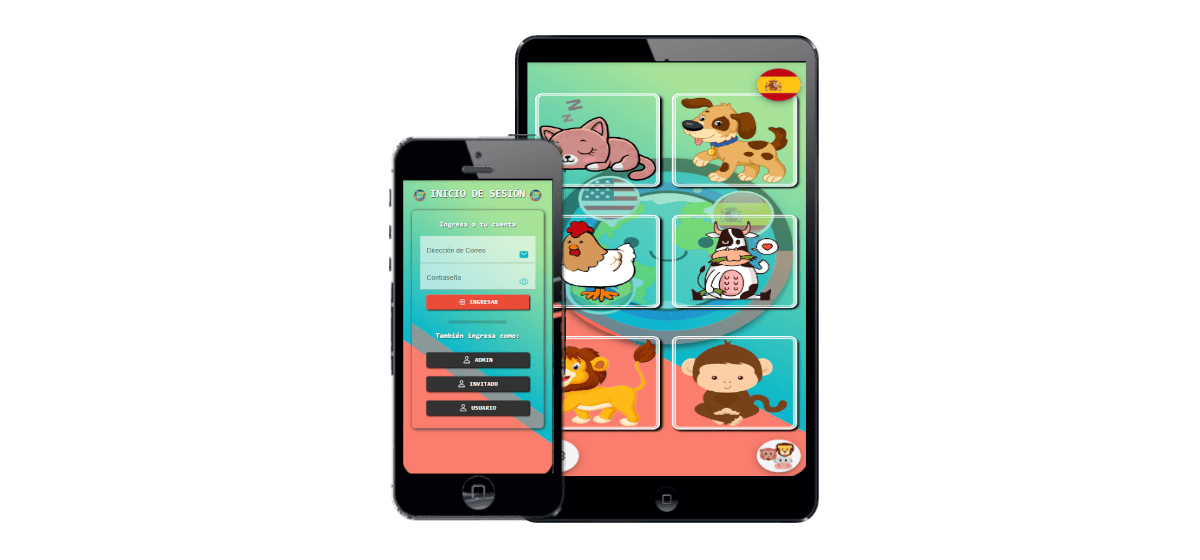 INICIO DE SESIÓN
Ingresa a tu cuenta
Dirección de Correo
Contraseña
INGRESAR
También ingresa como:
ADMIN
INVITADO
USUARIO
Z
Z